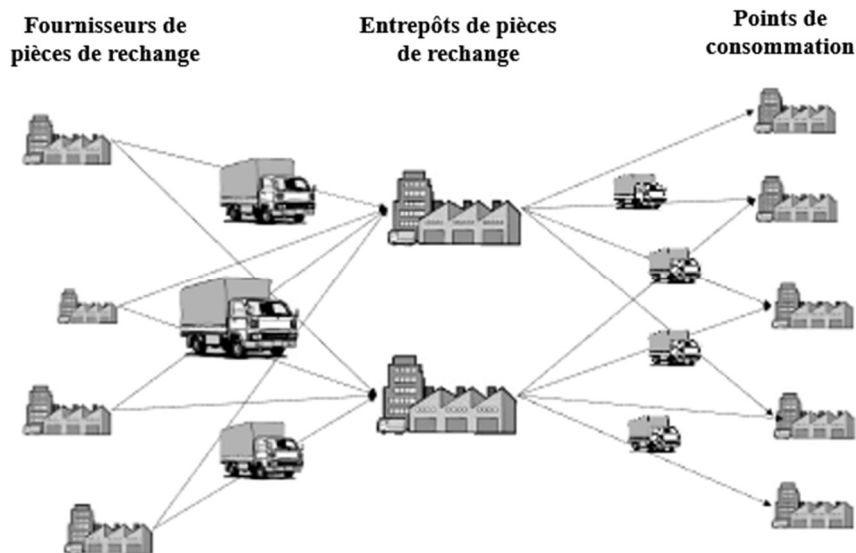 Fournisseurs de
pièces de rechange
Entrepôts de pièces
de rechange
Points de
consommation